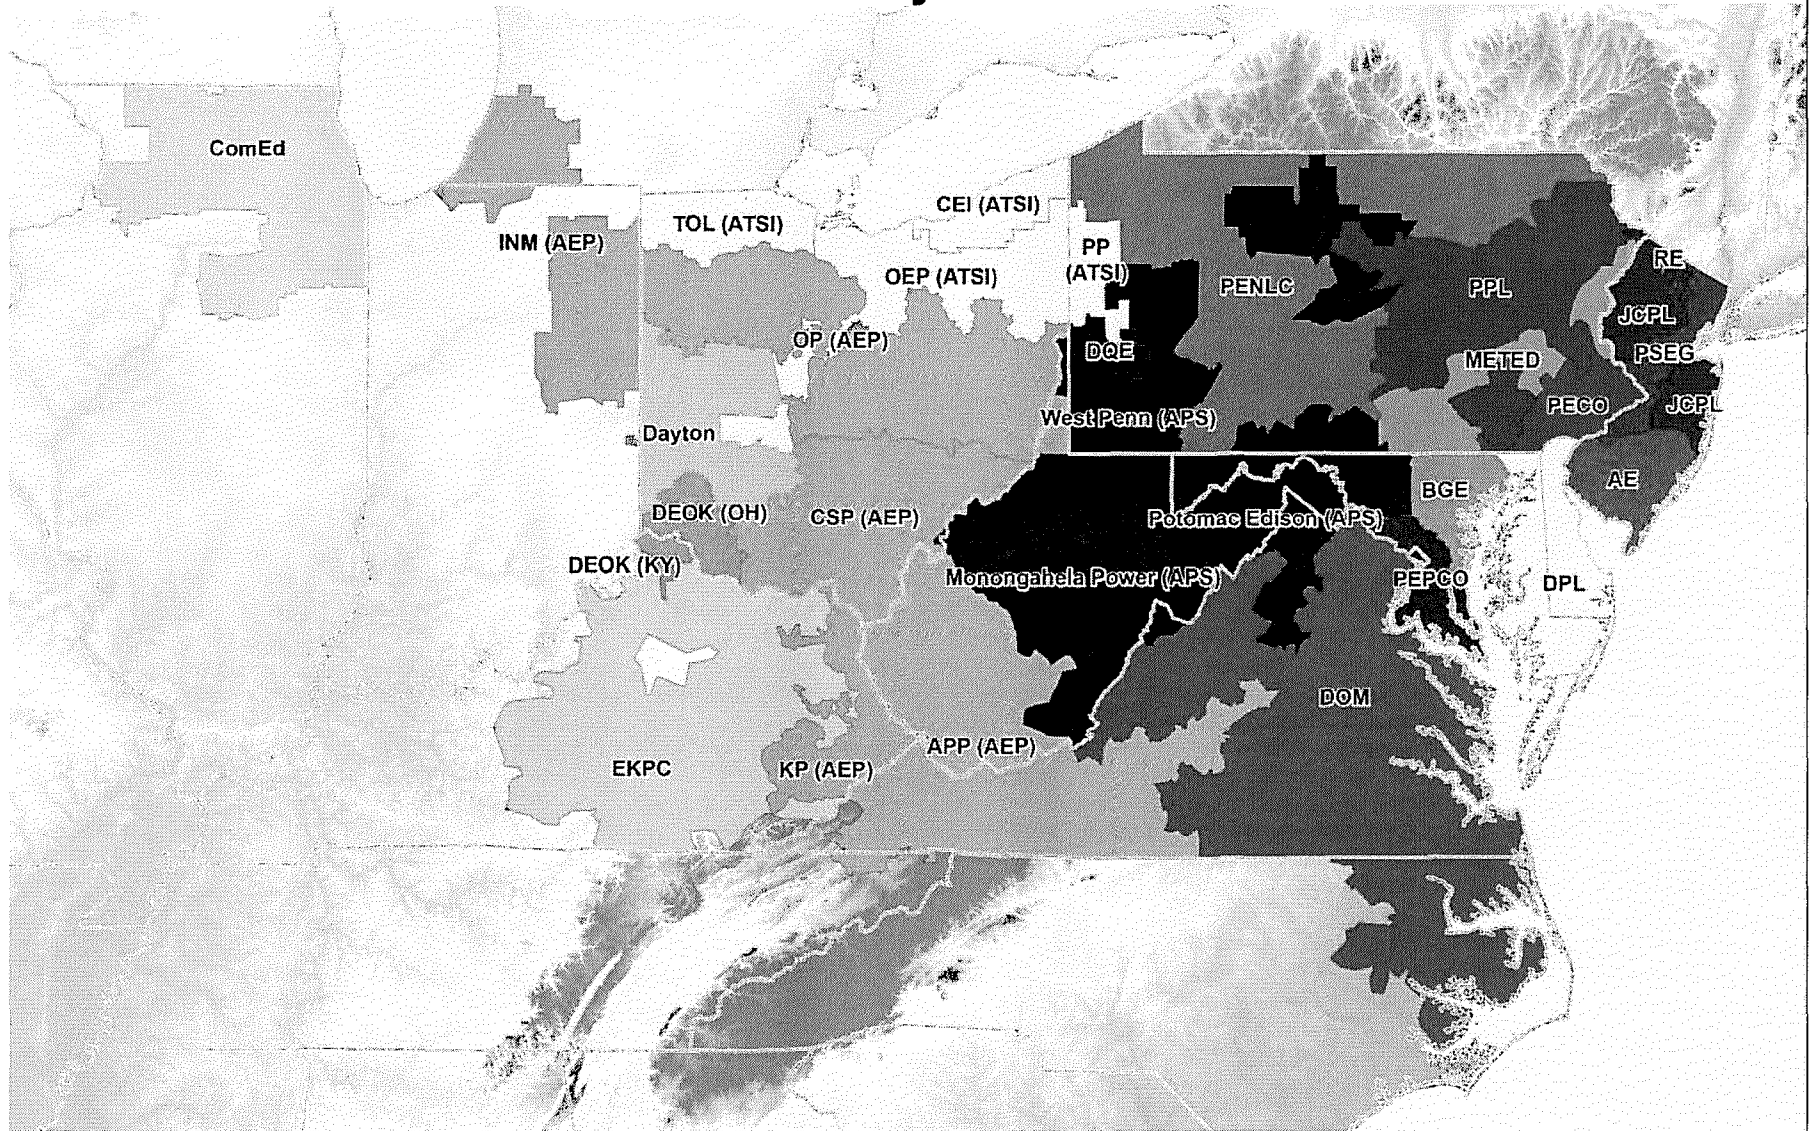 ComEd
CEI (ATSI)
TOL (ATSI)
INM (AEP)
PP
(ATSI)
RE
OEP (ATSI)
PENLC
PPL
JCPL
OP (AEP)
DQE
METED
PSEG
PECO
JCPL
West Penn (APS)
Dayton
AE
BGE
DEOK (OH)
CSP (AEP)
Potomac Edison (APS)
DEOK (KY)
Monongahela Power (APS)
PEPCO
DPL
DOM
APP (AEP)
EKPC
KP (AEP)